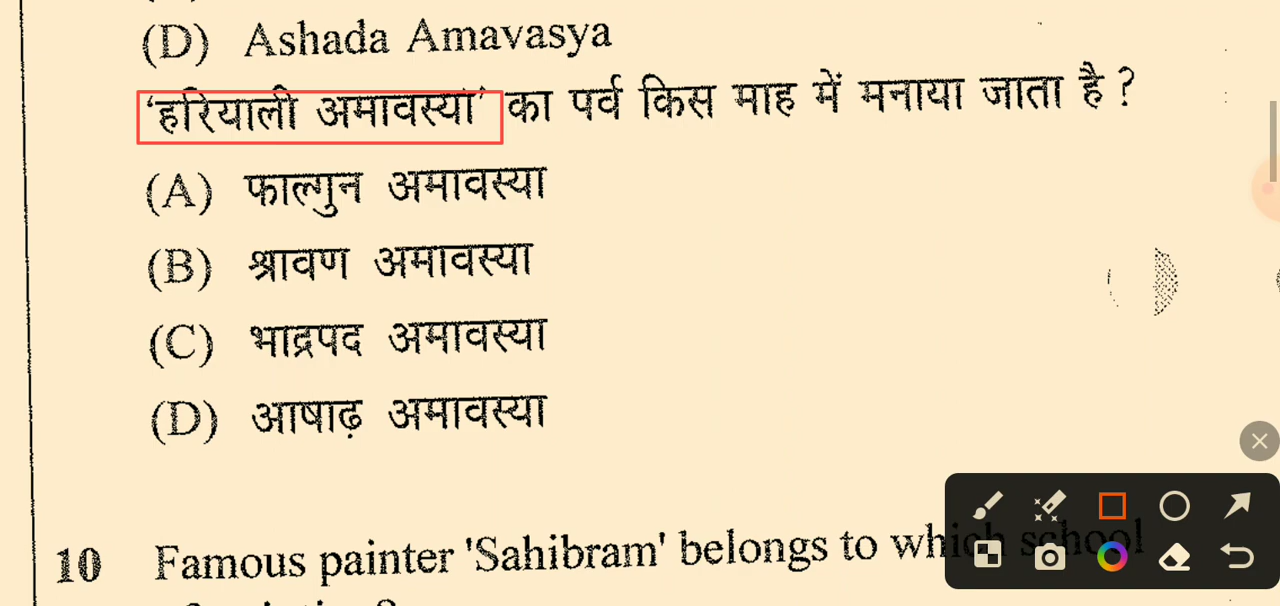 (D) Ashada Amavasya
'हरियाली अमावस्या' का पर्व किस माह में मनाया जाता है ?
(A) फाल्गुन अमावस्या
(B) श्रावण अमावस्या
(C) भाद्रपद अमावस्या
(D) आषाढ़ अमावस्या
10 Famous painter 'Sahibram' belongs to which school